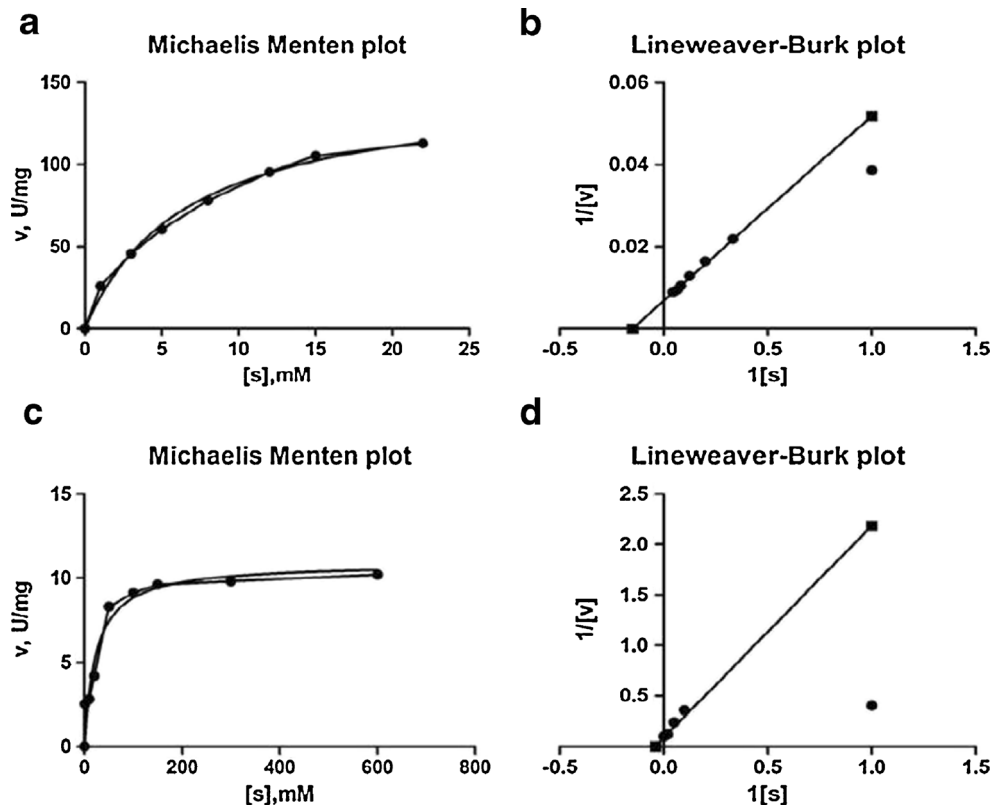 a
Michaelis Menten plot
150
100
50
0
v, U/mg
0 5 10 15 20 25
[s],mM
b
Lineweaver-Burk plot
0.06
0.04
0.02
1/[v]
-0.5 0.0 0.5 1.0 1.5
1[s]
c
Michaelis Menten plot
15
10
5
0
v, U/mg
0 200 400 600 800
[s],mM
d
Lineweaver-Burk plot
2.5
2.0
1.5
1.0
0.5
1/[v]
-0.5 0.0 0.5 1.0 1.5
1[s]